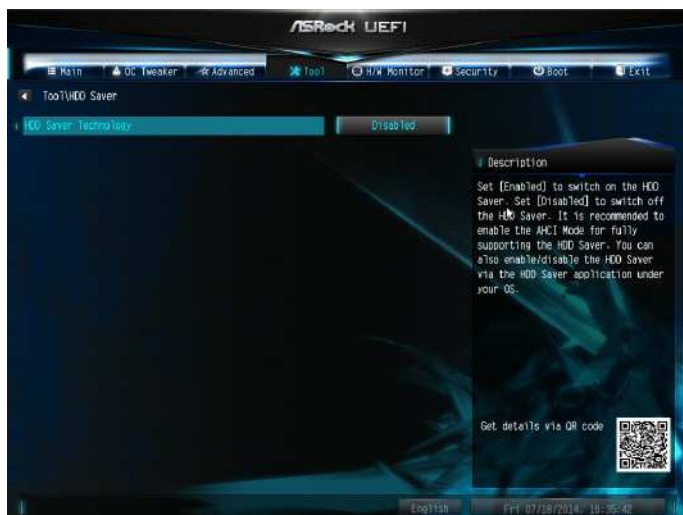 ASRock UEFI
Main OC Tweaker Advanced Tool H/W Monitor Security Boot Exit
Tool\HDD Saver
HDD Saver Technology Disabled
Description
Set [Enabled] to switch on the HDD
Saver. Set [Disabled] to switch off
the HDD Saver. It is recommended to
enable the AHCI Mode for fully
supporting the HDD Saver. You can
also enable/disable the HDD Saver
via the HDD Saver application under
your OS.
Get details via QR code
English Fri 07/18/2014. 16:35:42